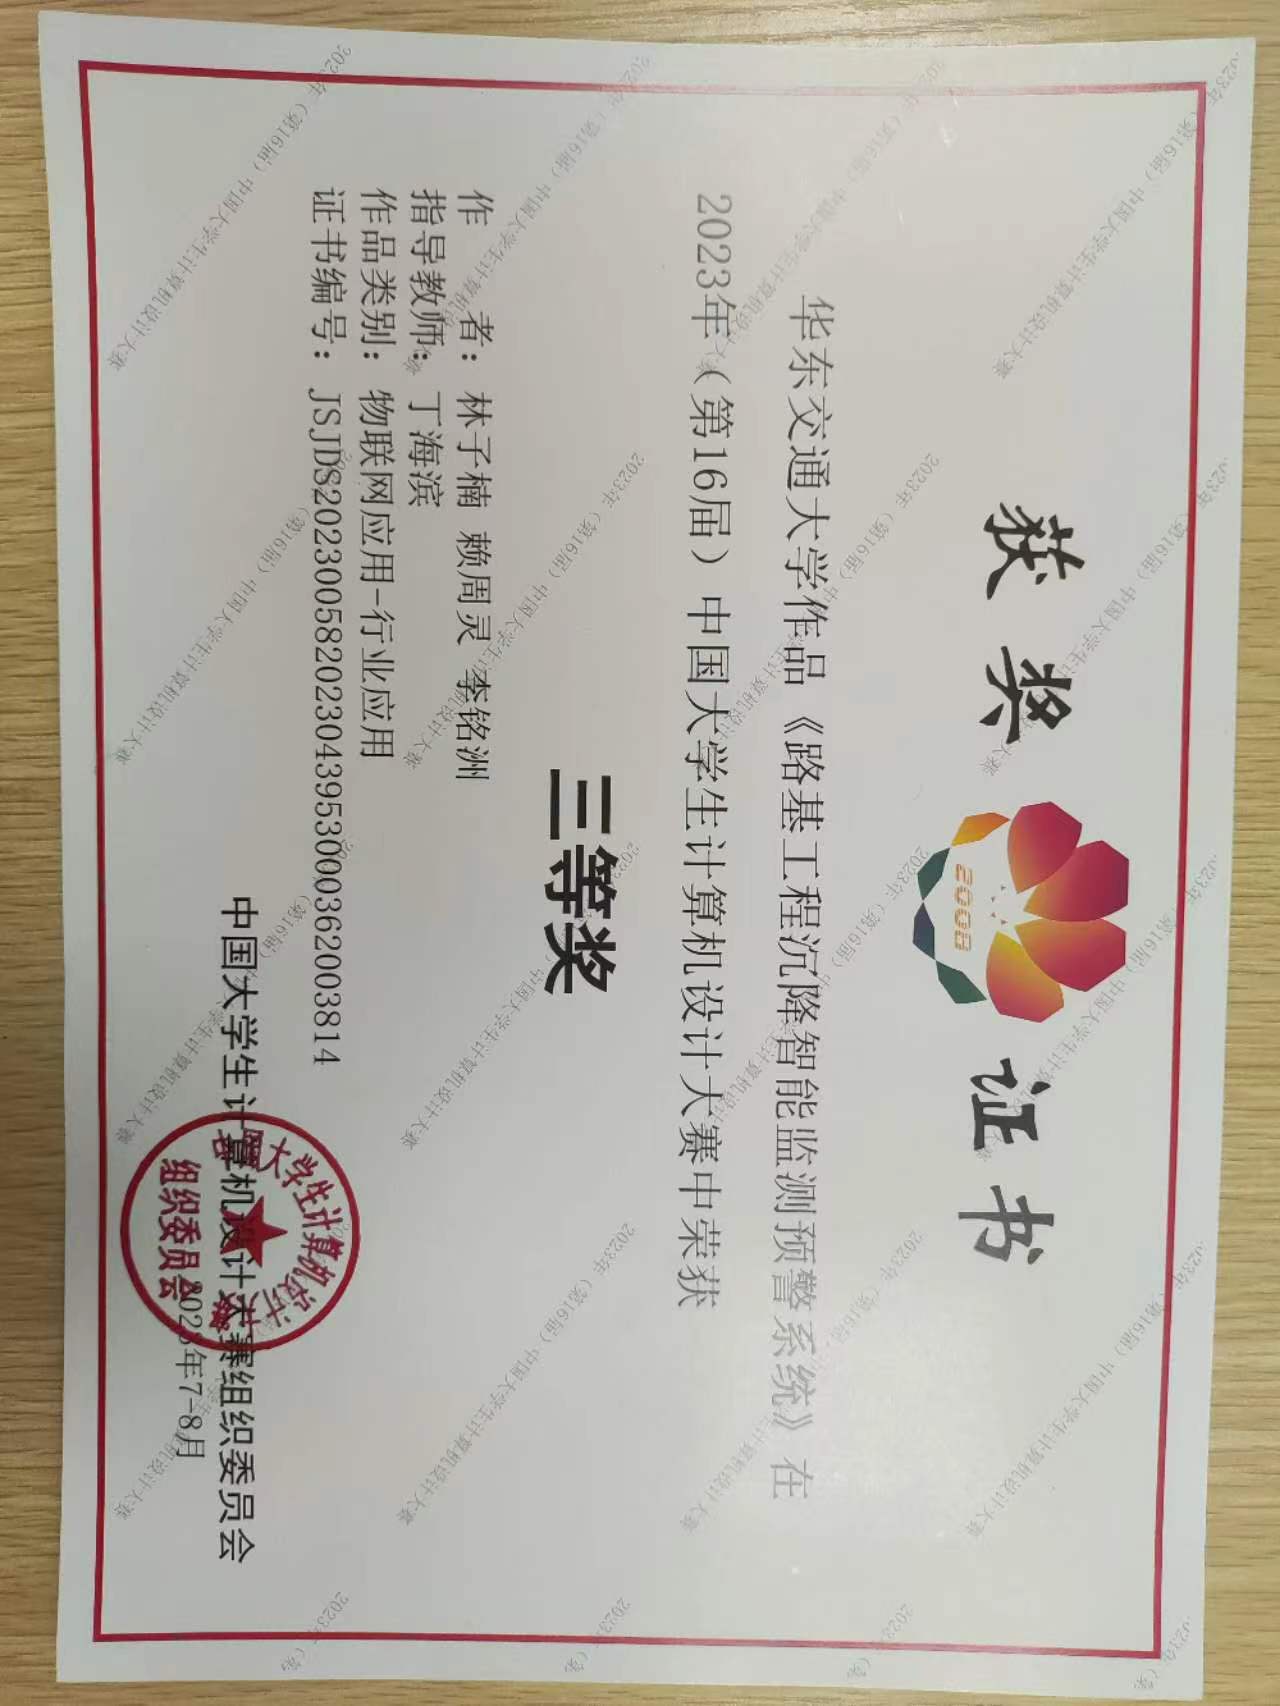 获奖证书
2008
华东交通大学作品《路基工程沉降智能监测预警系统》在
2023年（第16届）中国大学生计算机设计大赛中荣获
三等奖
作 者：林子楠 赖周灵 李铭洲
指导教师：丁海滨
作品类别：物联网应用-行业应用
证书编号：JSJDS202300582023043953000362003814
中国大学生计算机设计大赛组织委员会
2023年7-8月
中国大学生计算机设计大赛
组织委员会
2023年（第16届）中国大学生计算机设计大赛